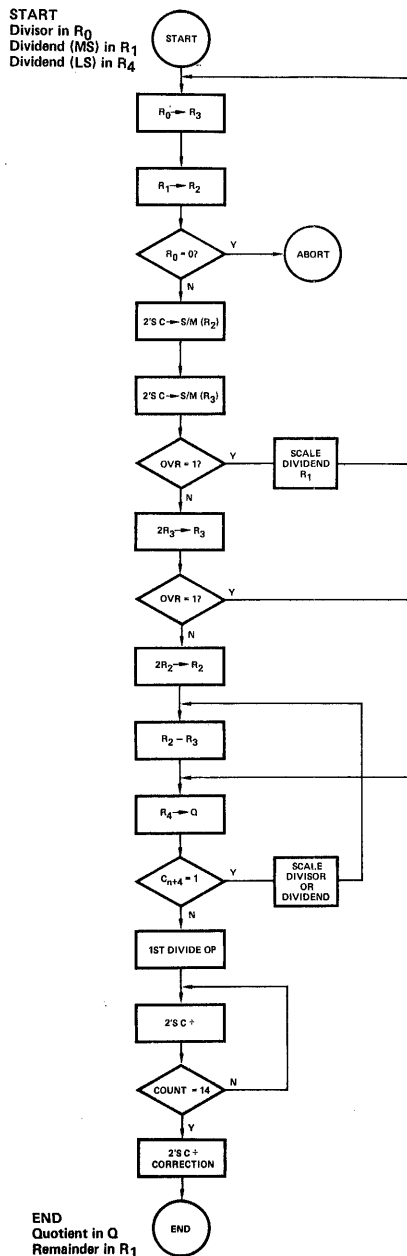 START
Divisor in R0
Dividend (MS) in R1
Dividend (LS) in R4
START
R0 → R3
R1 → R2
R0 = 0?
Y
ABORT
N
2'S C → S/M (R2)
2'S C → S/M (R3)
OVR = 1?
Y
SCALE
DIVIDEND
R1
N
2R3 → R3
OVR = 1?
Y
N
2R2 → R2
R2 – R3
R4 → Q
Cn+4 = 1
Y
SCALE
DIVISOR
OR
DIVIDEND
N
1ST DIVIDE OP
2'S C ÷
COUNT = 14
N
Y
2'S C ÷
CORRECTION
END
Quotient in Q
Remainder in R1
END